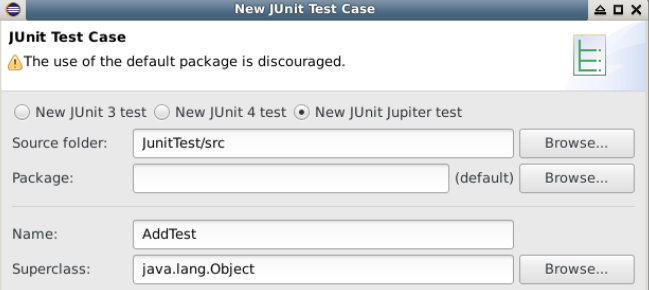 New JUnit Test Case
JUnit Test Case
The use of the default package is discouraged.
New JUnit 3 test New JUnit 4 test New JUnit Jupiter test
Source folder: JunitTest/src Browse...
Package: (default) Browse...
Name: AddTest
Superclass: java.lang.Object Browse...